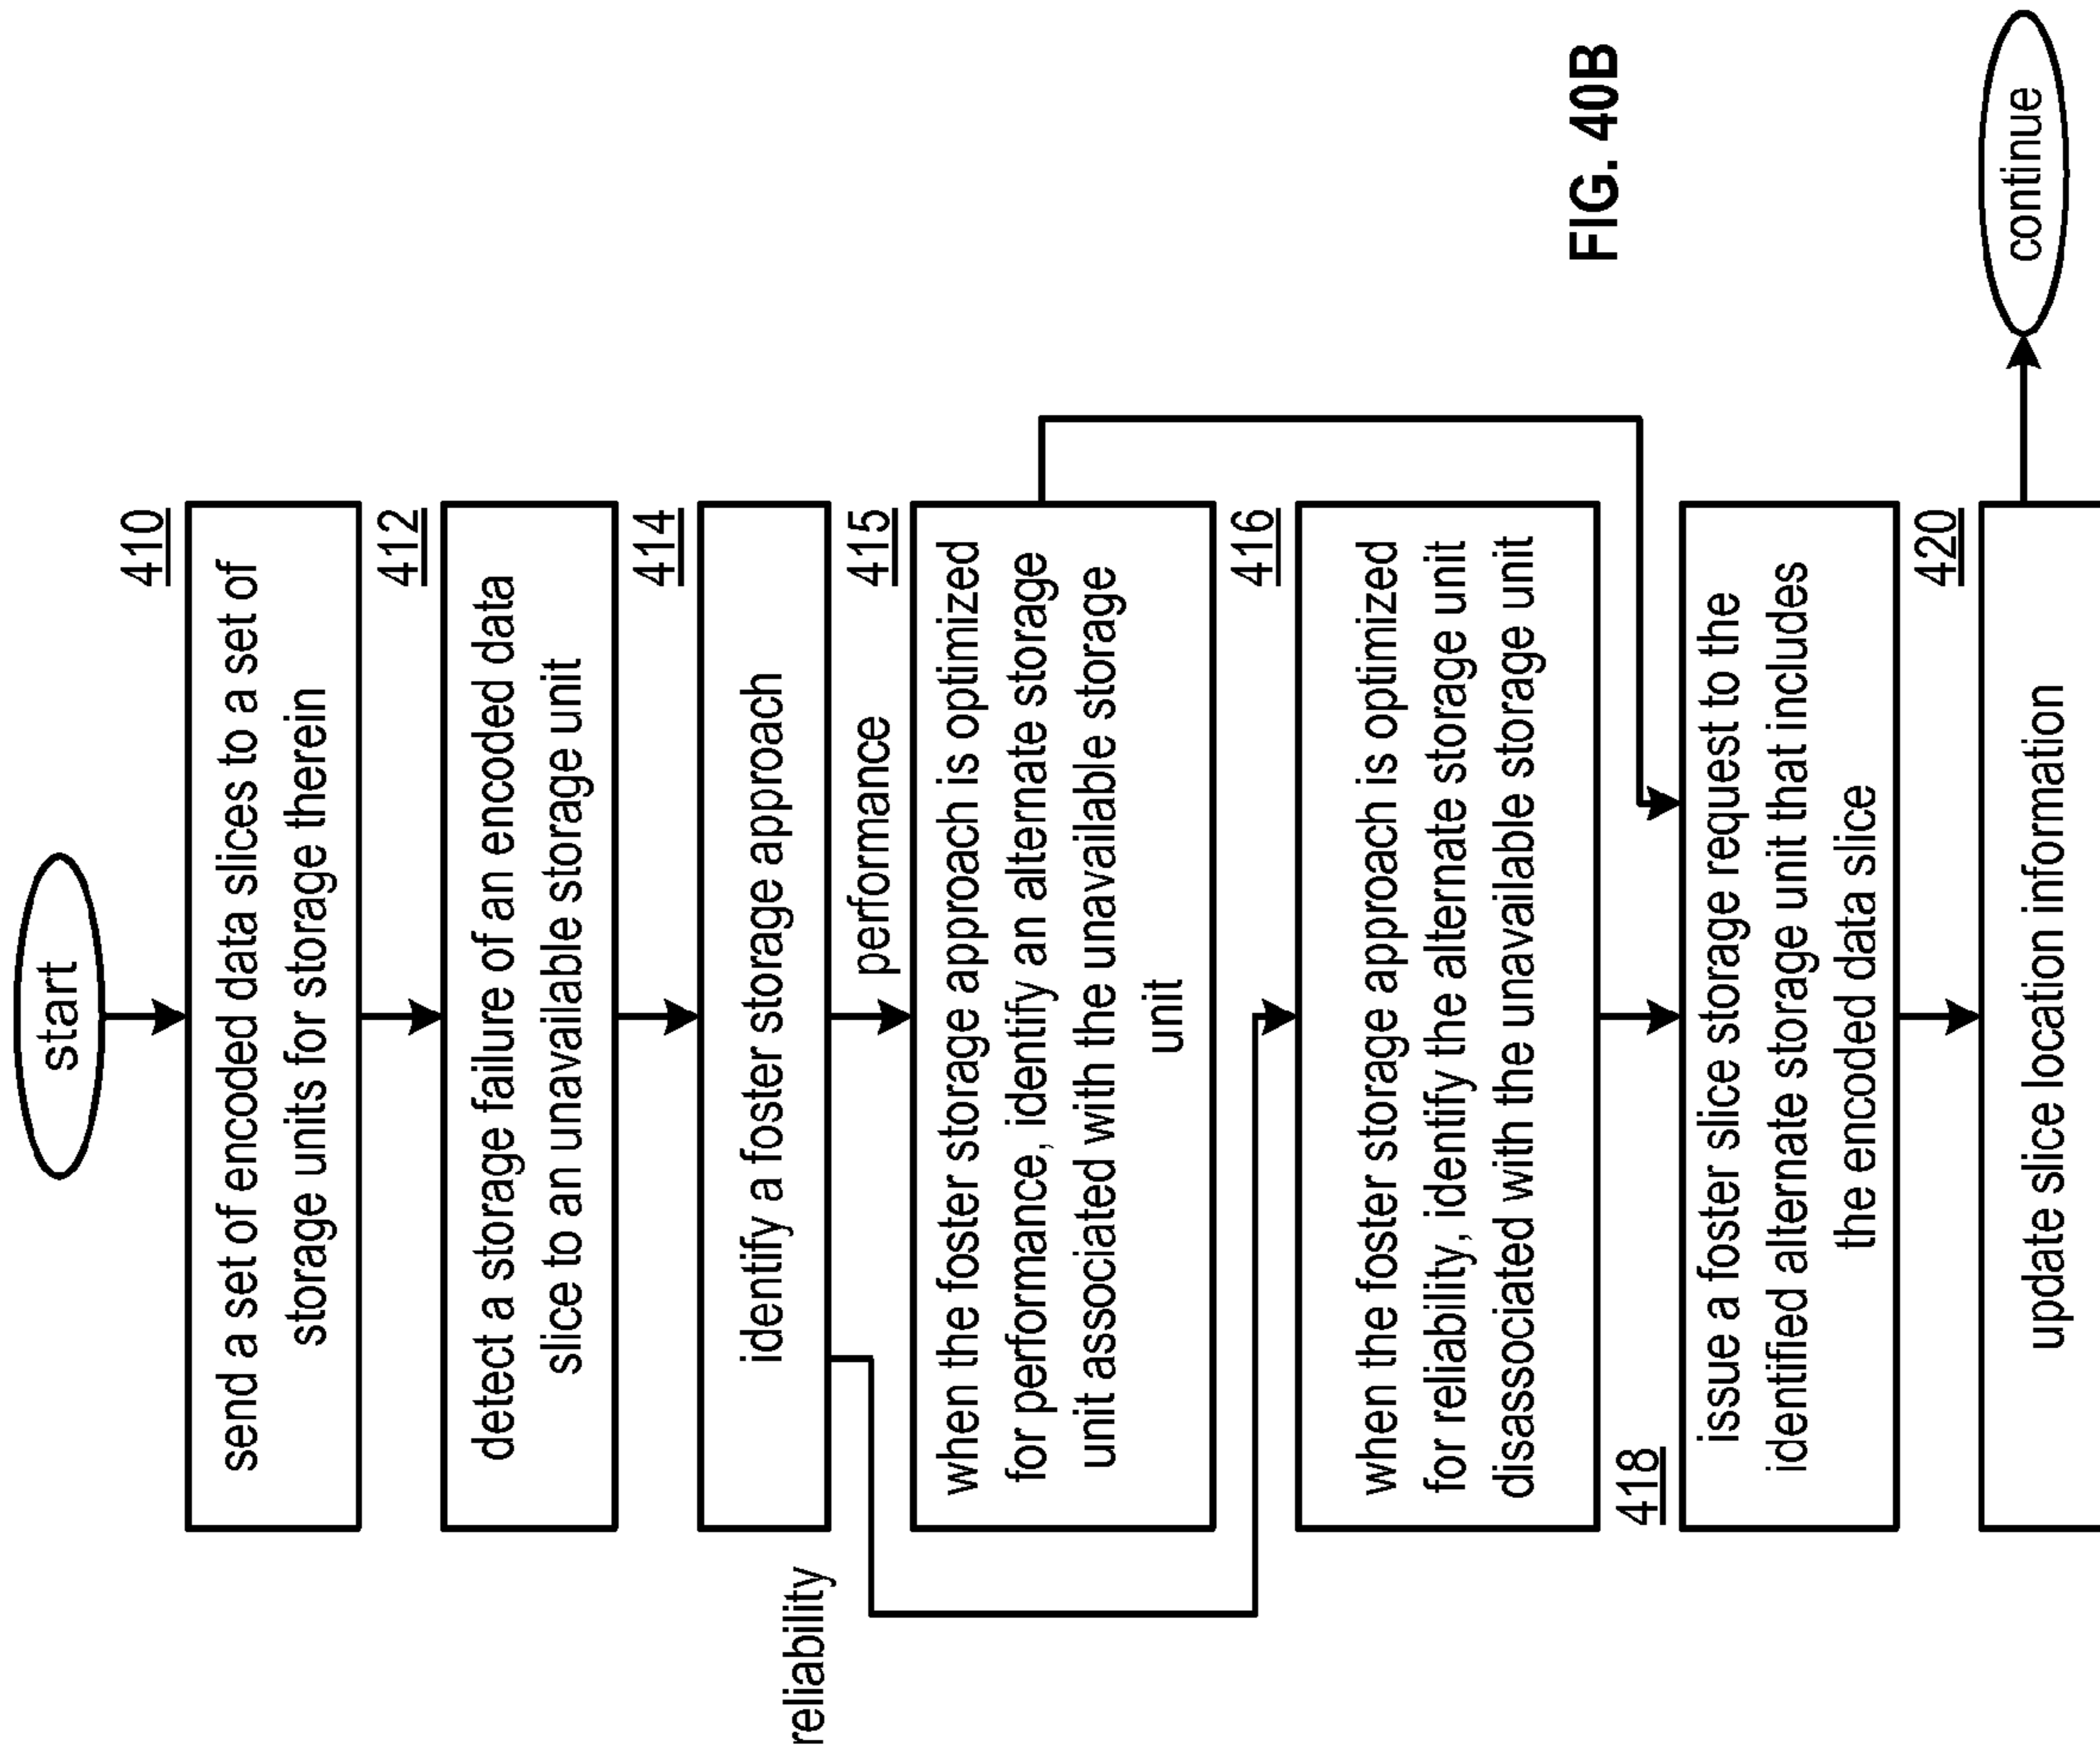 start
410
send a set of encoded data slices to a set of
storage units for storage therein
412
detect a storage failure of an encoded data
slice to an unavailable storage unit
414
identify a foster storage approach
reliability
performance
415
when the foster storage approach is optimized
for performance, identify an alternate storage
unit associated with the unavailable storage
unit
416
when the foster storage approach is optimized
for reliability, identify the alternate storage unit
disassociated with the unavailable storage unit
418
issue a foster slice storage request to the
identified alternate storage unit that includes
the encoded data slice
420
update slice location information
continue
FIG. 40B